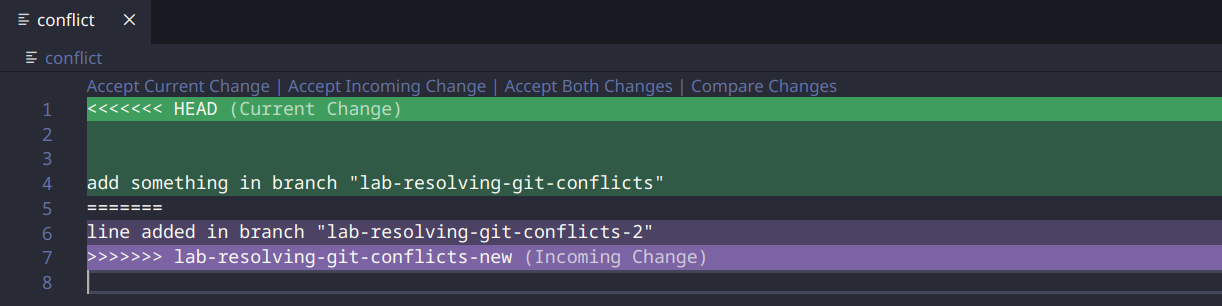 conflict
conflict
Accept Current Change | Accept Incoming Change | Accept Both Changes | Compare Changes
1 <<<<<<< HEAD (Current Change)
2
3
4 add something in branch "lab-resolving-git-conflicts"
5 =======
6 line added in branch "lab-resolving-git-conflicts-2"
7 >>>>>>> lab-resolving-git-conflicts-new (Incoming Change)
8